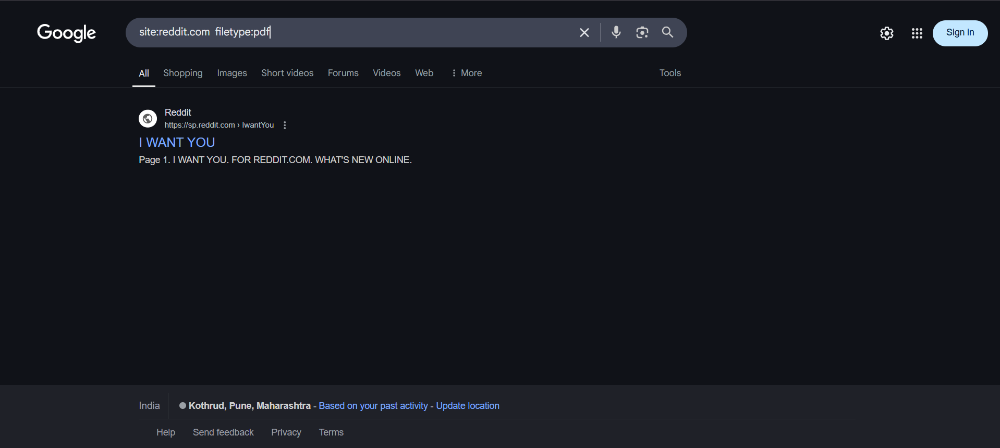 Google
site:reddit.com  filetype:pdf
Sign in
All Shopping Images Short videos Forums Videos Web More Tools
Reddit
https://sp.reddit.com › IwantYou
I WANT YOU
Page 1. I WANT YOU. FOR REDDIT.COM. WHAT'S NEW ONLINE.
India Kothrud, Pune, Maharashtra - Based on your past activity - Update location
Help Send feedback Privacy Terms